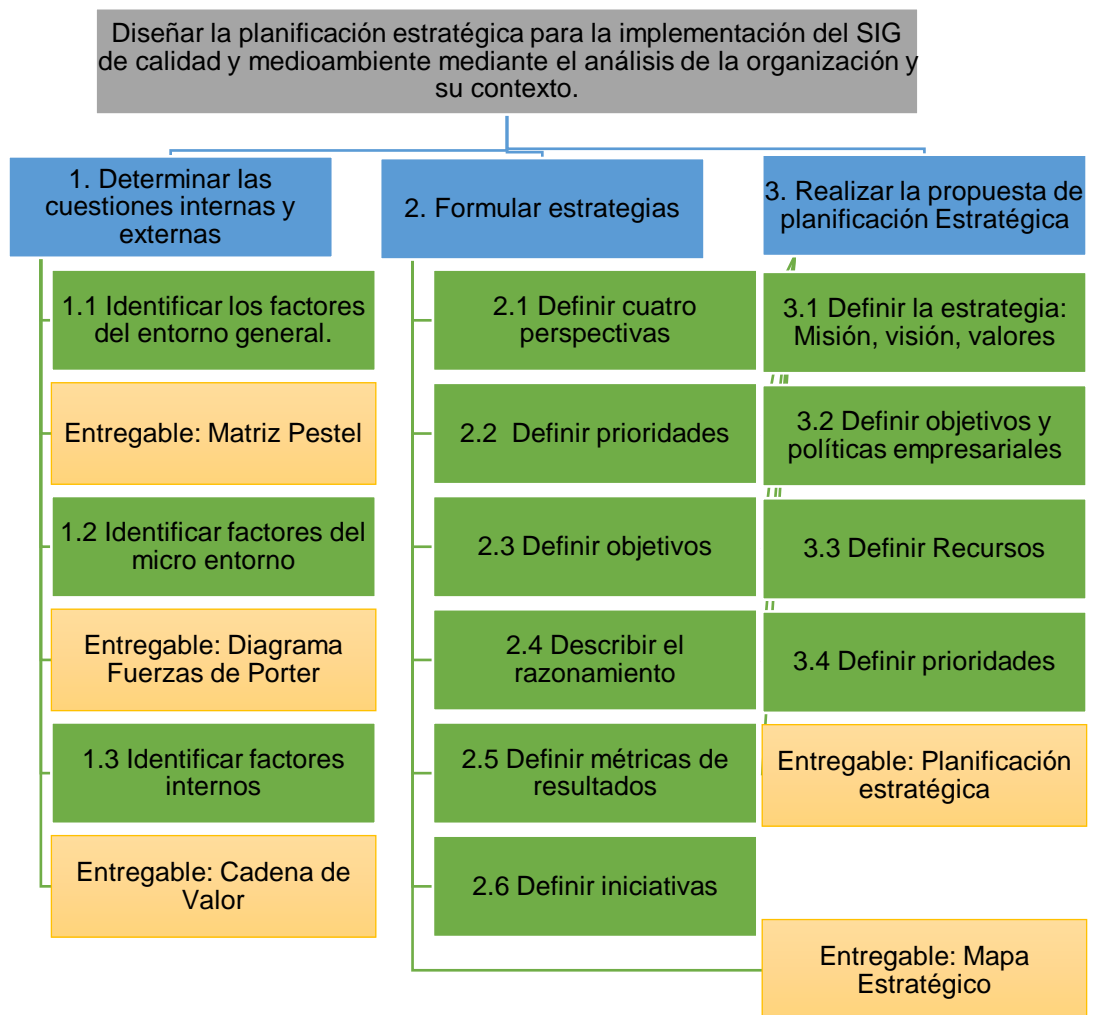 Diseñar la planificación estratégica para la implementación del SIG
de calidad y medioambiente mediante el análisis de la organización y
su contexto.
1. Determinar las
cuestiones internas y
externas
1.1 Identificar los factores
del entorno general.
Entregable: Matriz Pestel
1.2 Identificar factores del
micro entorno
Entregable: Diagrama
Fuerzas de Porter
1.3 Identificar factores
internos
Entregable: Cadena de
Valor
2. Formular estrategias
2.1 Definir cuatro
perspectivas
2.2 Definir prioridades
2.3 Definir objetivos
2.4 Describir el
razonamiento
2.5 Definir métricas de
resultados
2.6 Definir iniciativas
Entregable: Mapa
Estratégico
3. Realizar la propuesta de
planificación Estratégica
3.1 Definir la estrategia:
Misión, visión, valores
3.2 Definir objetivos y
políticas empresariales
3.3 Definir Recursos
3.4 Definir prioridades
Entregable: Planificación
estratégica